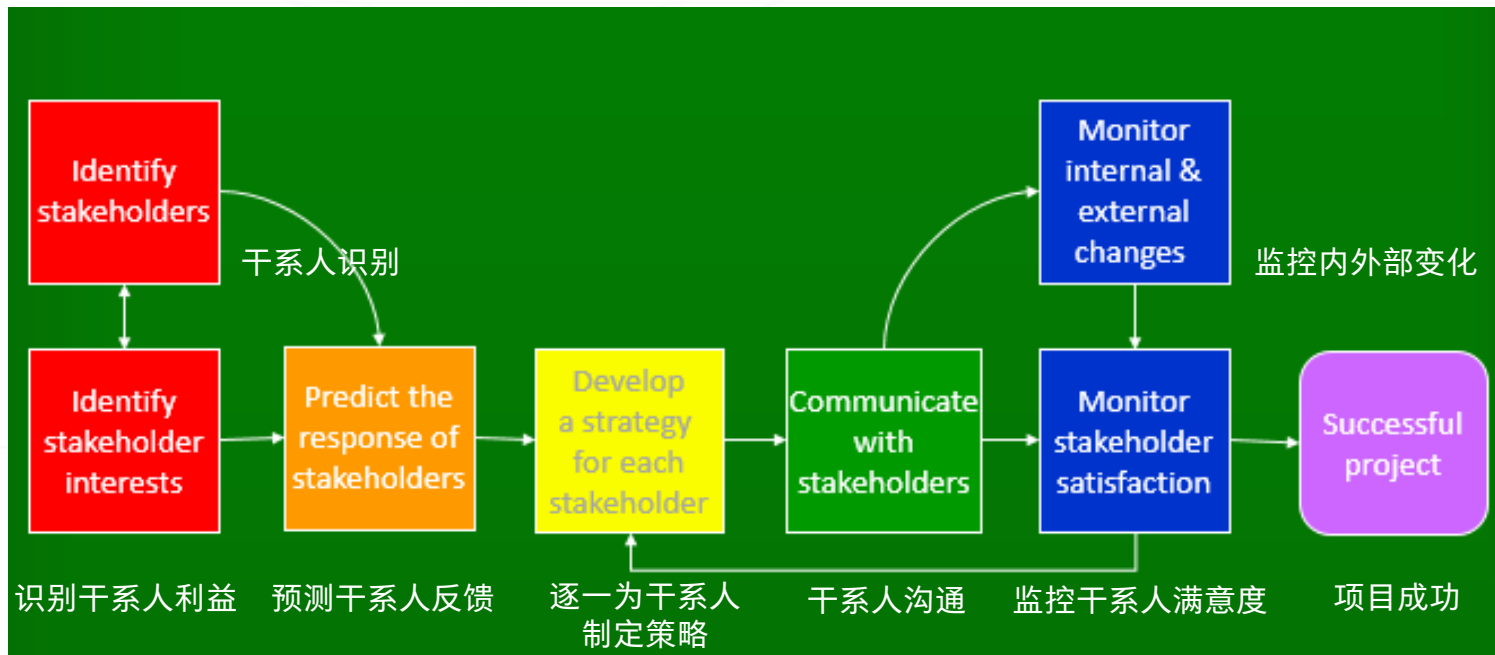 Identify
stakeholders
干系人识别
Monitor
internal &
external
changes
监控内外部变化
Identify
stakeholder
interests
Predict the
response of
stakeholders
Develop
a strategy
for each
stakeholder
Communicate
with
stakeholders
Monitor
stakeholder
satisfaction
Successful
project
识别干系人利益
预测干系人反馈
逐一为干系人
制定策略
干系人沟通
监控干系人满意度
项目成功